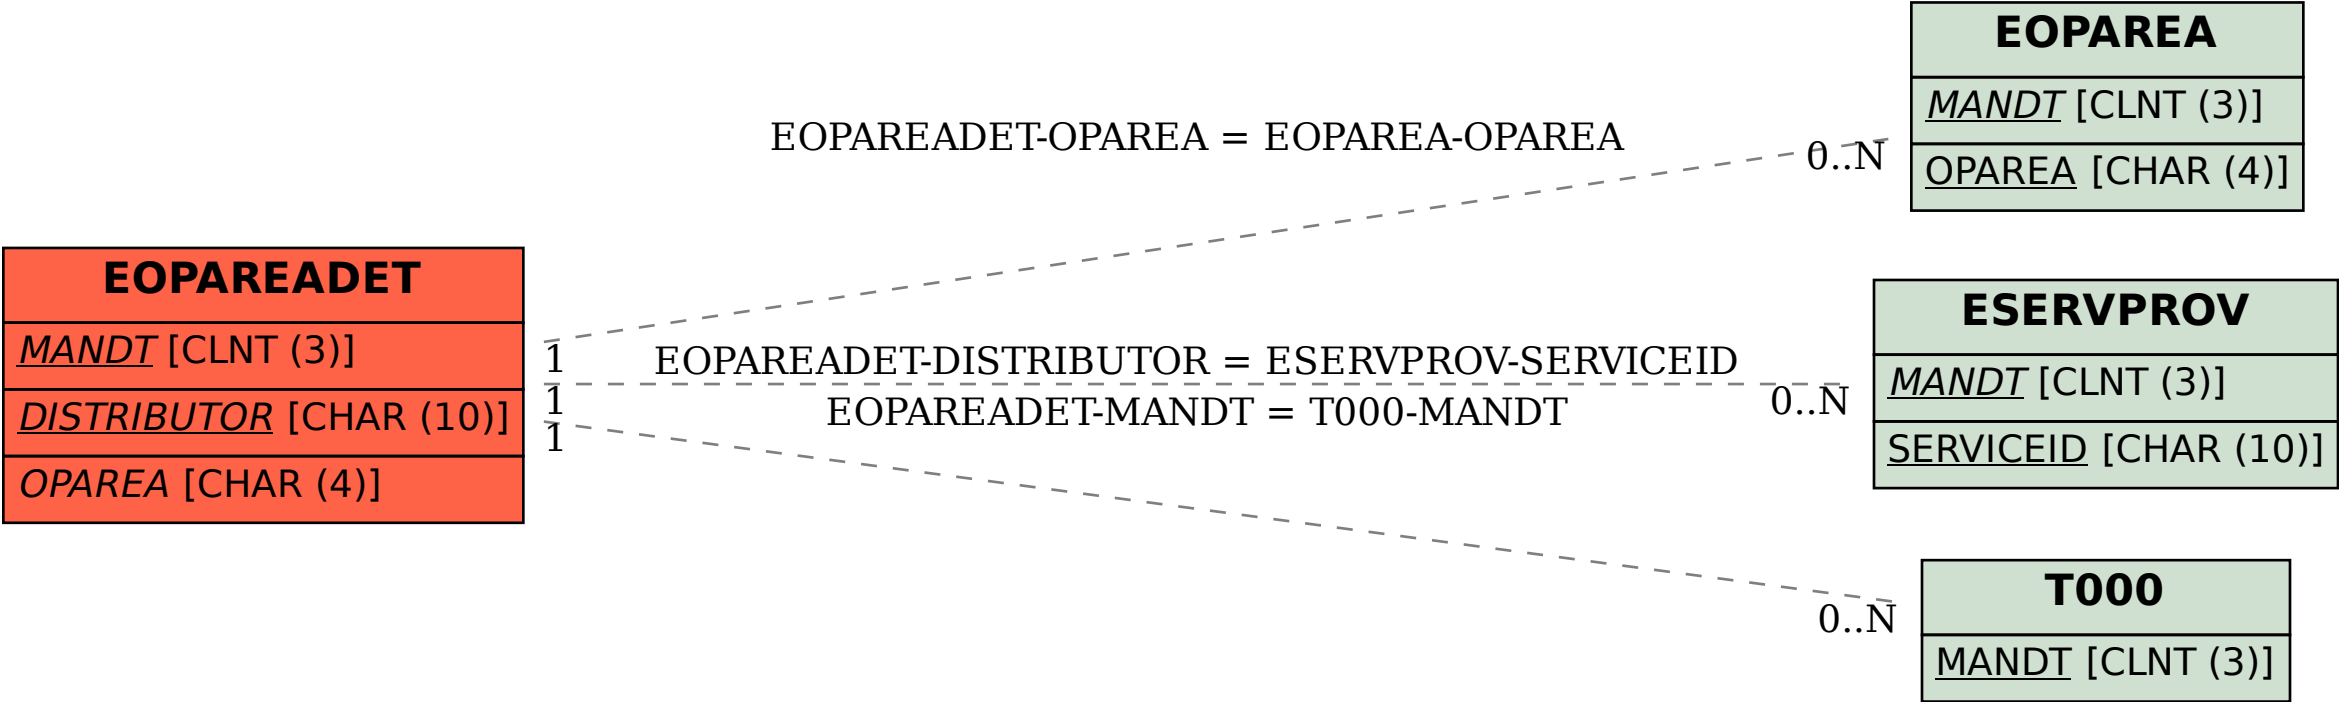 EOPAREA
MANDT [CLNT (3)]
OPAREA [CHAR (4)]
EOPAREADET-OPAREA = EOPAREA-OPAREA
0..N
EOPAREADET
MANDT [CLNT (3)]
DISTRIBUTOR [CHAR (10)]
OPAREA [CHAR (4)]
1
EOPAREADET-DISTRIBUTOR = ESERVPROV-SERVICEID
1
0..N
EOPAREADET-MANDT = T000-MANDT
1
0..N
ESERVPROV
MANDT [CLNT (3)]
SERVICEID [CHAR (10)]
T000
MANDT [CLNT (3)]